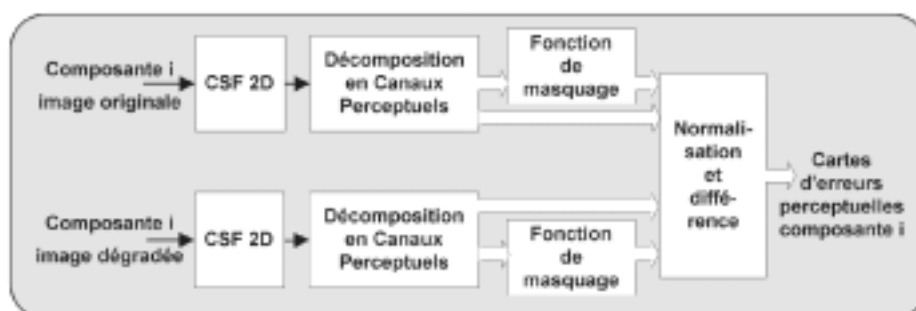 Composante i
image originale
CSF 2D
Décomposition
en Canaux
Perceptuels
Fonction
de
masquage
Normali-
sation
et
diffé-
rence
Cartes
d'erreurs
perceptuelles
composante i
Composante i
image dégradée
CSF 2D
Décomposition
en Canaux
Perceptuels
Fonction
de
masquage